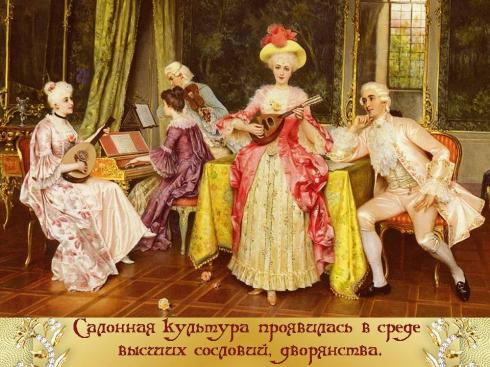 Салонная культура проявилась в среде
высших сословий, дворянства.